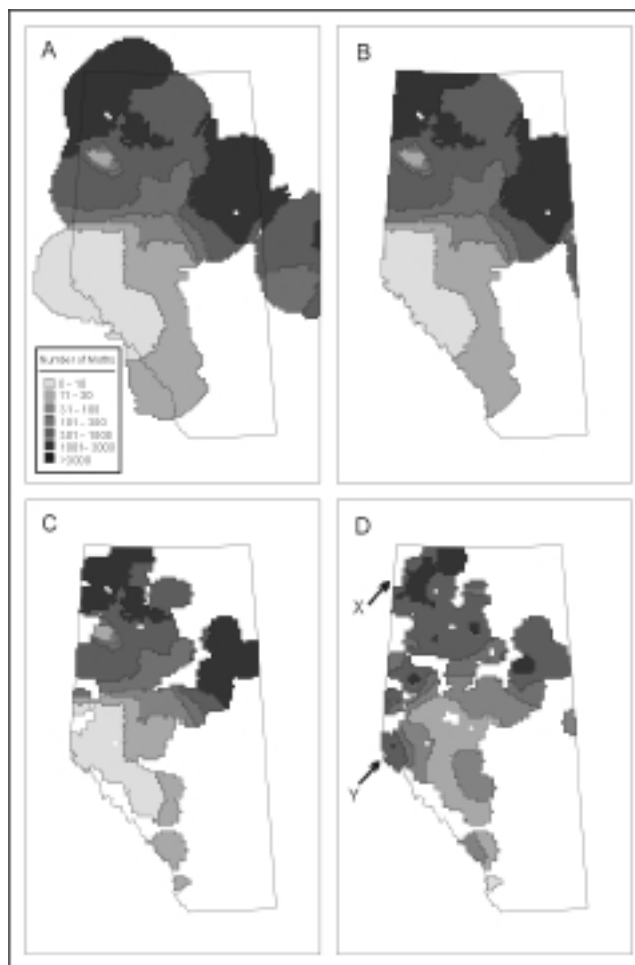 A
B
Number of Moths
0 - 10
11 - 30
31 - 100
101 - 300
301 - 1000
1001 - 3000
>3000
C
D
X
Y